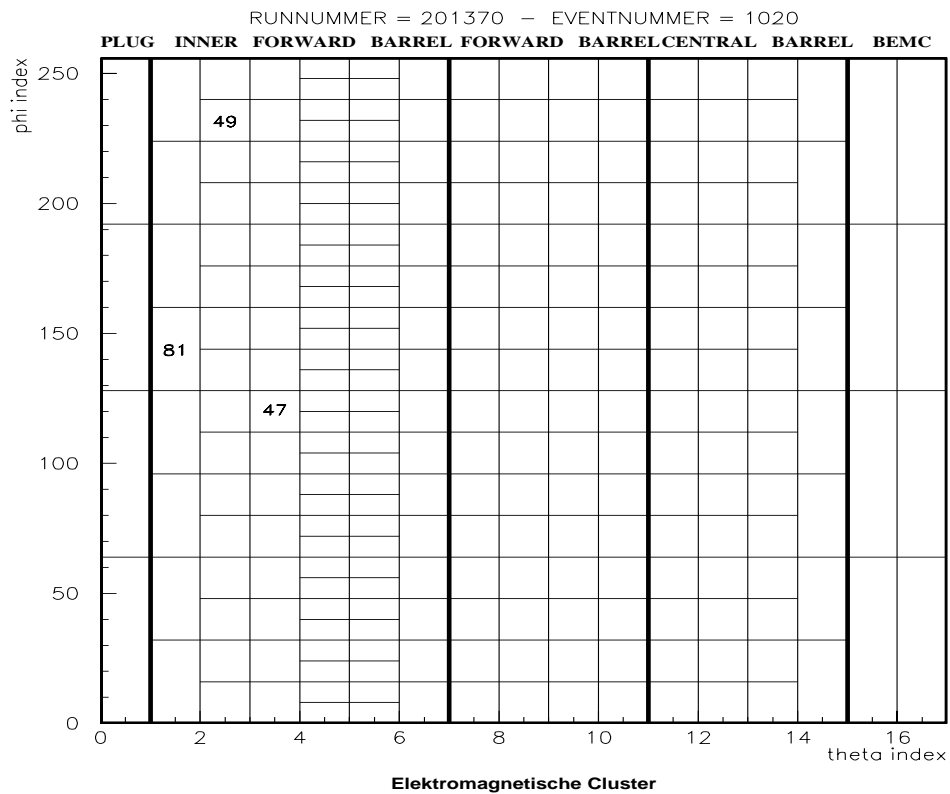 RUNNUMMER = 201370 - EVENTNUMMER = 1020
PLUG INNER FORWARD BARREL FORWARD BARREL CENTRAL BARREL BEMC
phi index
250
49
200
150
81
47
100
50
0
0 2 4 6 8 10 12 14 16
theta index
Elektromagnetische Cluster